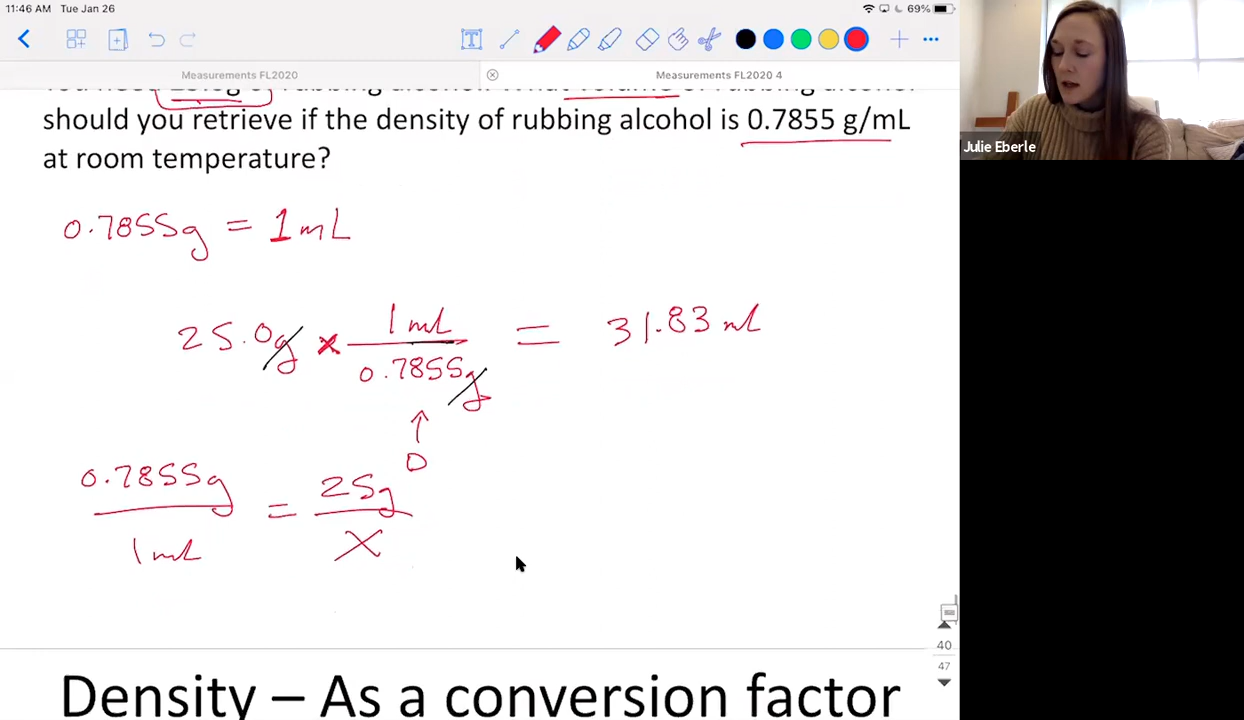 11:46 AM Tue Jan 26
69%
Measurements FL2020
Measurements FL2020 4
should you retrieve if the density of rubbing alcohol is 0.7855 g/mL
at room temperature?
0.7855g = 1mL
25.0g × 1mL / 0.7855g = 31.83 mL
↑
D
0.7855g / 1mL = 25g / X
40
47
Density – As a conversion factor
Julie Eberle